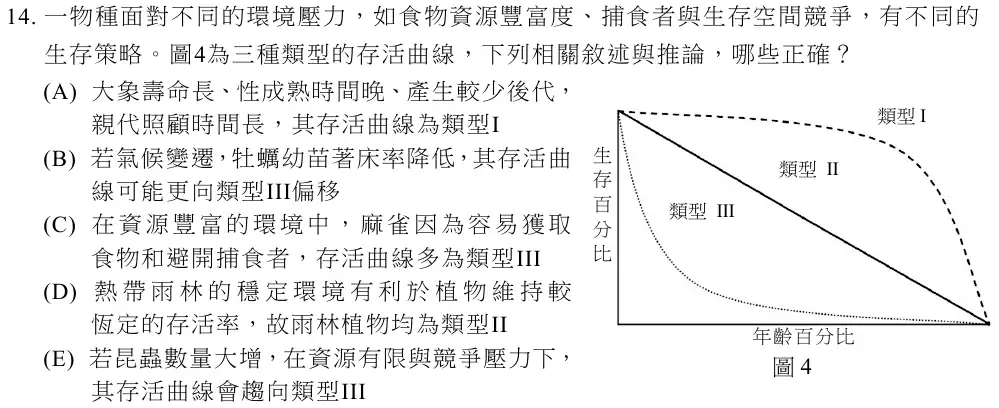 14. 一物種面對不同的環境壓力，如食物資源豐富度、捕食者與生存空間競爭，有不同的
生存策略。圖4為三種類型的存活曲線，下列相關敘述與推論，哪些正確？
(A) 大象壽命長、性成熟時間晚、產生較少後代，
親代照顧時間長，其存活曲線為類型I
(B) 若氣候變遷，牡蠣幼苗著床率降低，其存活曲
線可能更向類型III偏移
(C) 在資源豐富的環境中，麻雀因為容易獲取
食物和避開捕食者，存活曲線多為類型III
(D) 熱帶雨林的穩定環境有利於植物維持較
恆定的存活率，故雨林植物均為類型II
(E) 若昆蟲數量大增，在資源有限與競爭壓力下，
其存活曲線會趨向類型III
生存百分比
類型 I
類型 II
類型 III
年齡百分比
圖 4